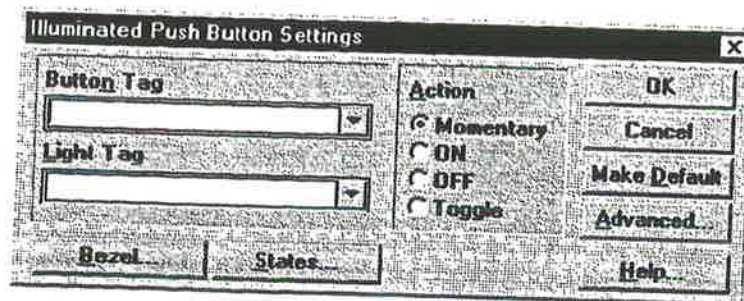 Illuminated Push Button Settings
Button Tag
Light Tag
Action
Momentary
ON
OFF
Toggle
OK
Cancel
Make Default
Advanced...
Help...
Bezel...
States...